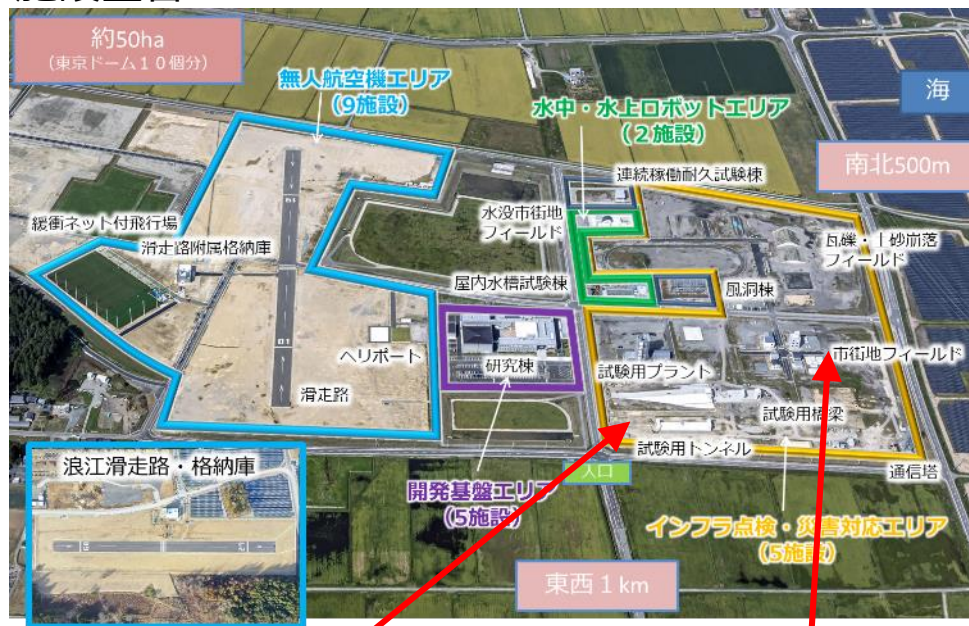 約50ha
(東京ドーム10個分)
無人航空機エリア
(9施設)
水中・水上ロボットエリア
(2施設)
海
南北500m
連続稼働耐久試験棟
水没市街地
フィールド
緩衝ネット付飛行場
滑走路附属格納庫
瓦礫・土砂崩落
フィールド
屋内水槽試験棟
風洞棟
ヘリポート
研究棟
試験用プラント
市街地フィールド
滑走路
試験用橋梁
試験用トンネル
浪江滑走路・格納庫
入口
通信塔
開発基盤エリア
(5施設)
インフラ点検・災害対応エリア
(5施設)
東西1km